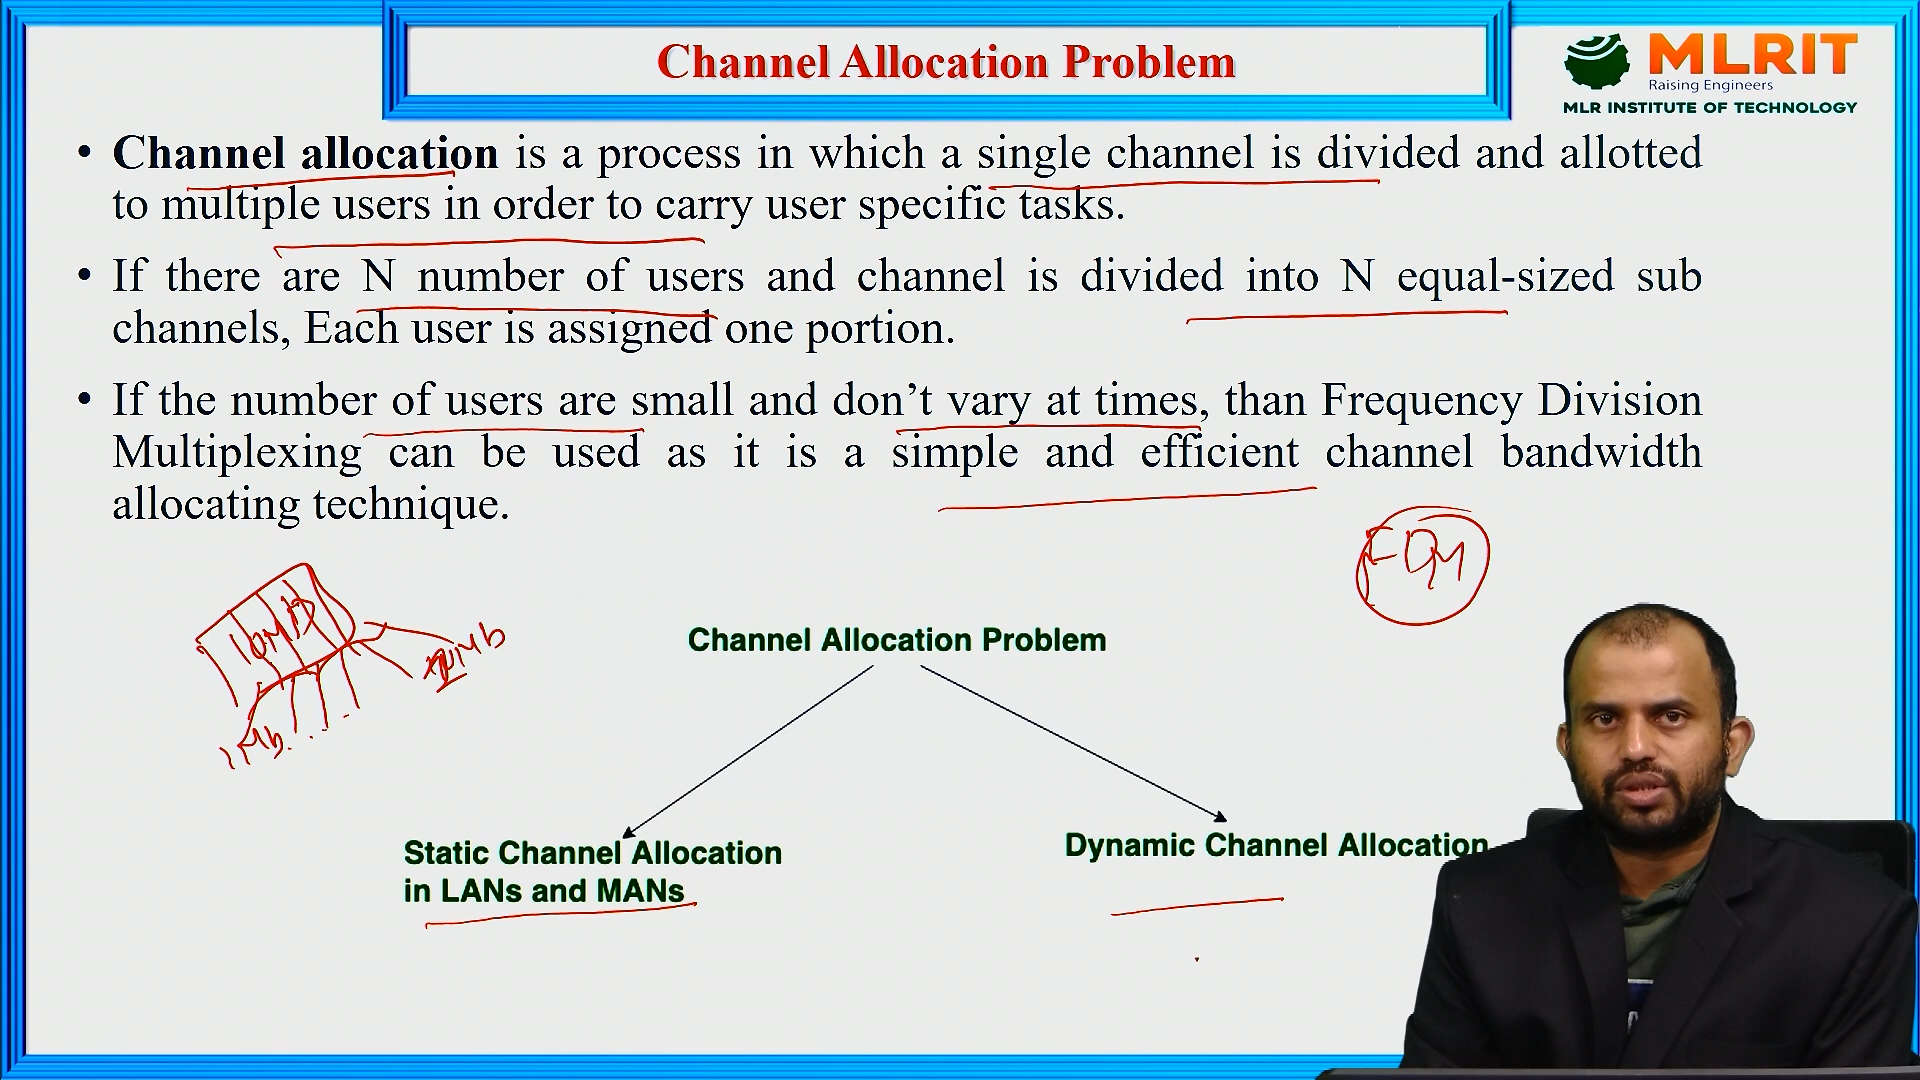 Channel Allocation Problem
MLRIT
Raising Engineers
MLR INSTITUTE OF TECHNOLOGY
• Channel allocation is a process in which a single channel is divided and allotted
to multiple users in order to carry user specific tasks.
• If there are N number of users and channel is divided into N equal-sized sub
channels, Each user is assigned one portion.
• If the number of users are small and don’t vary at times, than Frequency Division
Multiplexing can be used as it is a simple and efficient channel bandwidth
allocating technique.
FDM
10Mb
1Mb
Channel Allocation Problem
Static Channel Allocation
in LANs and MANs
Dynamic Channel Allocation